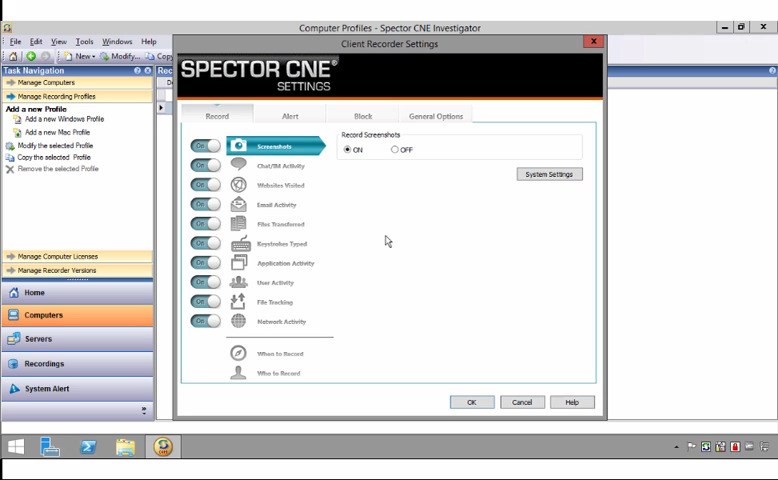 Computer Profiles - Spector CNE Investigator
File Edit View Tools Windows Help
New Modify... Copy
Task Navigation
Manage Computers
Manage Recording Profiles
Add a new Profile
Add a new Windows Profile
Add a new Mac Profile
Modify the selected Profile
Copy the selected Profile
Remove the selected Profile
Manage Computer Licenses
Manage Recorder Versions
Home
Computers
Servers
Recordings
System Alert
Client Recorder Settings
SPECTOR CNE®
SETTINGS
Record Alert Block General Options
On Screenshots
On Chat/IM Activity
On Websites Visited
On Email Activity
On Files Transferred
On Keystrokes Typed
On Application Activity
On User Activity
On File Tracking
On Network Activity
When to Record
Who to Record
Record Screenshots
ON OFF
System Settings
OK Cancel Help